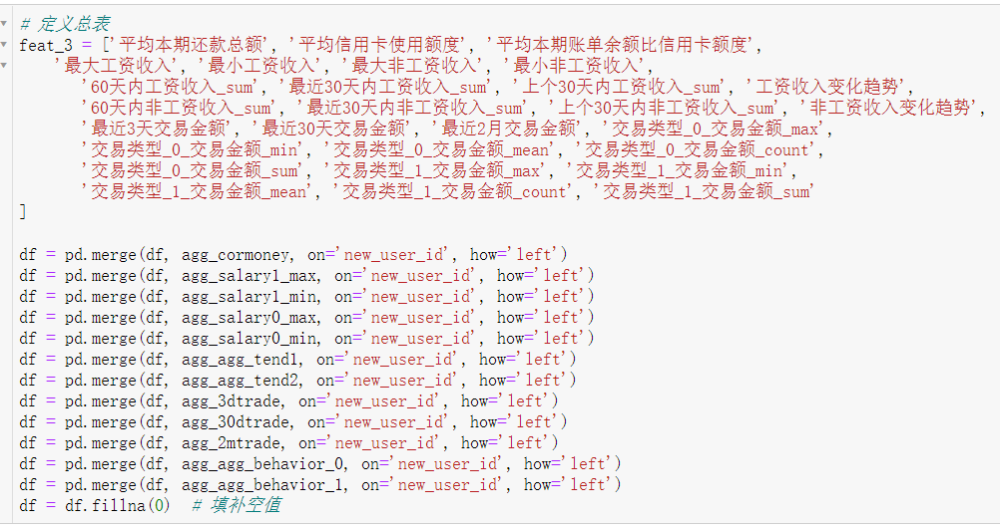 # 定义总表
feat_3 = ['平均本期还款总额', '平均信用卡使用额度', '平均本期账单余额比信用卡额度',
'最大工资收入', '最小工资收入', '最大非工资收入', '最小非工资收入',
'60天内工资收入_sum', '最近30天内工资收入_sum', '上个30天内工资收入_sum', '工资收入变化趋势',
'60天内非工资收入_sum', '最近30天内非工资收入_sum', '上个30天内非工资收入_sum', '非工资收入变化趋势',
'最近3天交易金额', '最近30天交易金额', '最近2月交易金额', '交易类型_0_交易金额_max',
'交易类型_0_交易金额_min', '交易类型_0_交易金额_mean', '交易类型_0_交易金额_count',
'交易类型_0_交易金额_sum', '交易类型_1_交易金额_max', '交易类型_1_交易金额_min',
'交易类型_1_交易金额_mean', '交易类型_1_交易金额_count', '交易类型_1_交易金额_sum'
]
df = pd.merge(df, agg_cormoney, on='new_user_id', how='left')
df = pd.merge(df, agg_salary1_max, on='new_user_id', how='left')
df = pd.merge(df, agg_salary1_min, on='new_user_id', how='left')
df = pd.merge(df, agg_salary0_max, on='new_user_id', how='left')
df = pd.merge(df, agg_salary0_min, on='new_user_id', how='left')
df = pd.merge(df, agg_agg_tend1, on='new_user_id', how='left')
df = pd.merge(df, agg_agg_tend2, on='new_user_id', how='left')
df = pd.merge(df, agg_3dtrade, on='new_user_id', how='left')
df = pd.merge(df, agg_30dtrade, on='new_user_id', how='left')
df = pd.merge(df, agg_2mtrade, on='new_user_id', how='left')
df = pd.merge(df, agg_agg_behavior_0, on='new_user_id', how='left')
df = pd.merge(df, agg_agg_behavior_1, on='new_user_id', how='left')
df = df.fillna(0)  # 填补空值